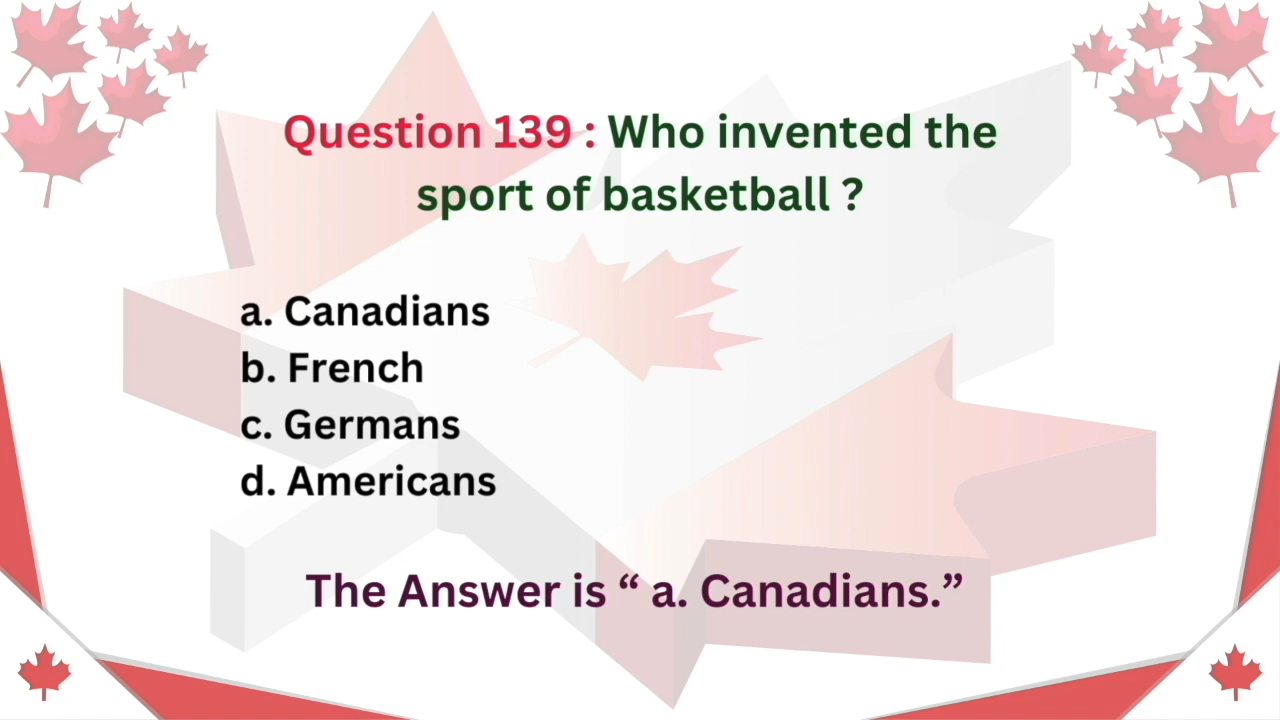 Question 139 : Who invented the
sport of basketball ?
a. Canadians
b. French
c. Germans
d. Americans
The Answer is “ a. Canadians.”